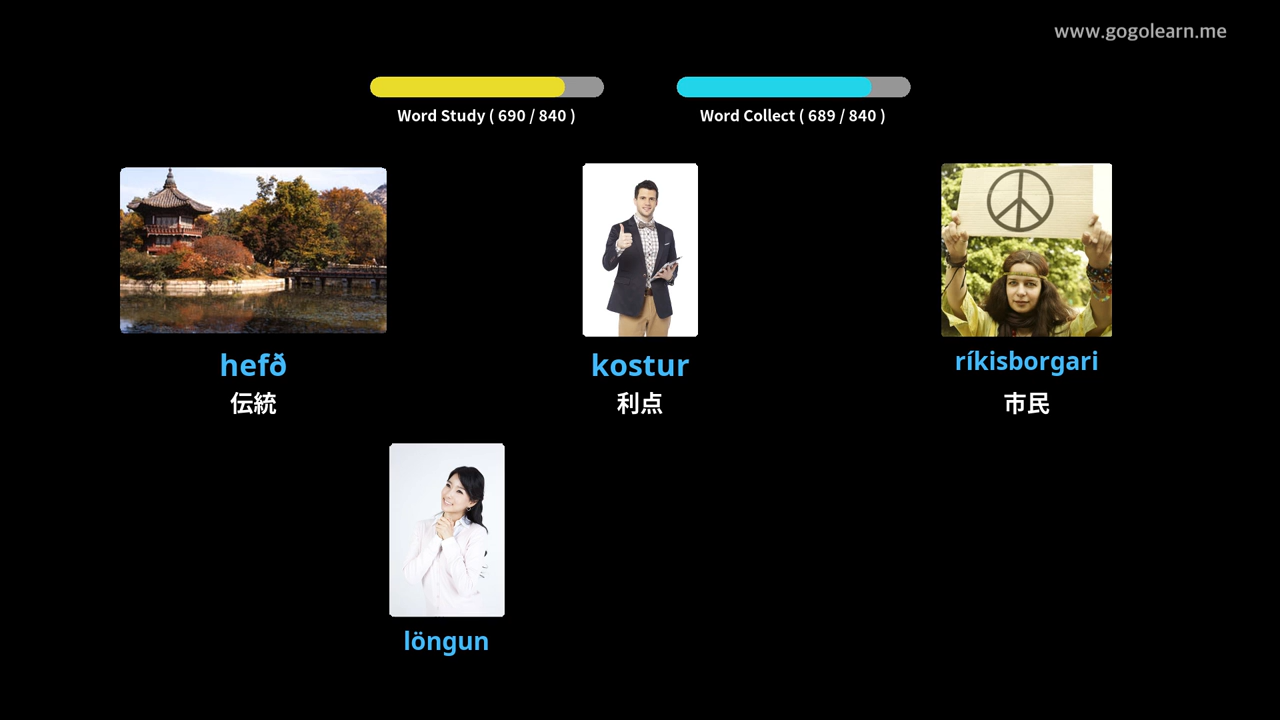 www.gogolearn.me
Word Study ( 690 / 840 )
Word Collect ( 689 / 840 )
hefð
伝統
kostur
利点
ríkisborgari
市民
löngun